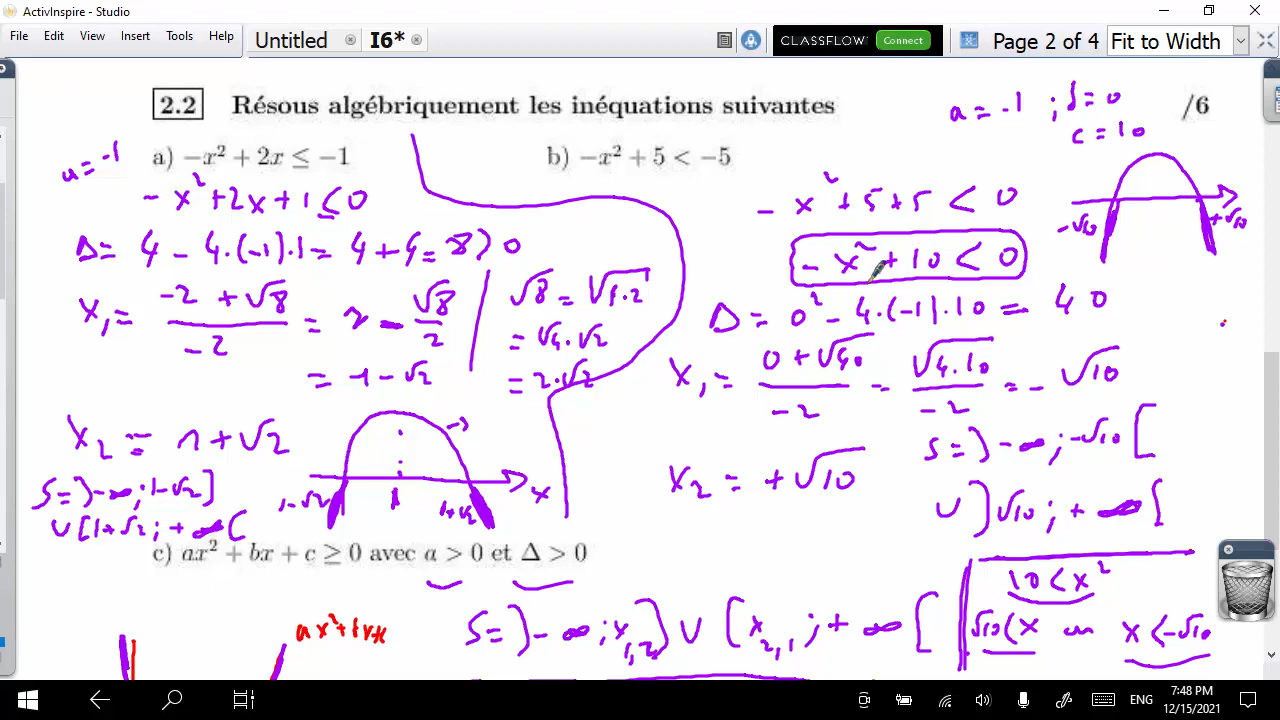 ActivInspire - Studio
File Edit View Insert Tools Help
Untitled I6*
CLASSFLOW Connect
Page 2 of 4 Fit to Width
2.2 Résous algébriquement les inéquations suivantes /6
a = -1 ; b = 0
c = 10
a = -1
a) −x² + 2x ≤ −1
- x² + 2x + 1 ≤ 0
Δ = 4 - 4·(-1)·1 = 4 + 4 = 8 > 0
x₁ = (-2 + √8)/-2 = 1 - √8/2
= 1 - √2
√8 = √4·2
= √4·√2
= 2·√2
x₂ = 1 + √2
S = ]-∞; 1-√2]
∪ [1+√2; +∞[
1-√2 1 1+√2 x
b) −x² + 5 < −5
- x² + 5 + 5 < 0
- x² + 10 < 0
-√10 +√10
Δ = 0² - 4·(-1)·10 = 40
x₁ = (0 + √40)/-2 = √4·10/-2 = - √10
x₂ = + √10
S = ]-∞; -√10[
∪ ]√10; +∞[
c) ax² + bx + c ≥ 0 avec a > 0 et Δ > 0
S = ]-∞; x₁,₂] ∪ [x₂,₁; +∞[
10 < x²
√10 < x ou x < -√10
ENG
7:48 PM
12/15/2021